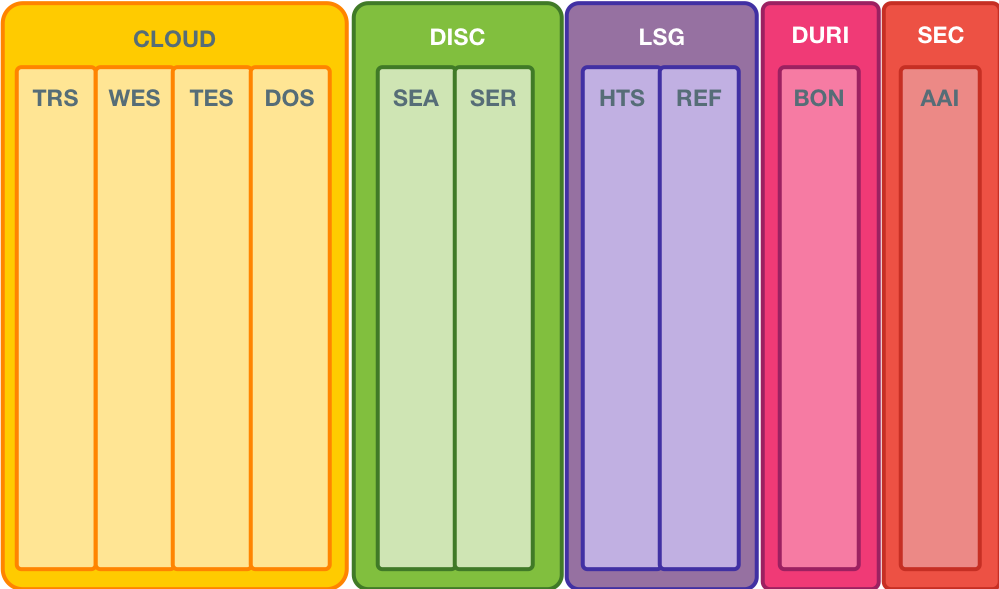 CLOUD
TRS WES TES DOS
DISC
SEA SER
LSG
HTS REF
DURI
BON
SEC
AAI